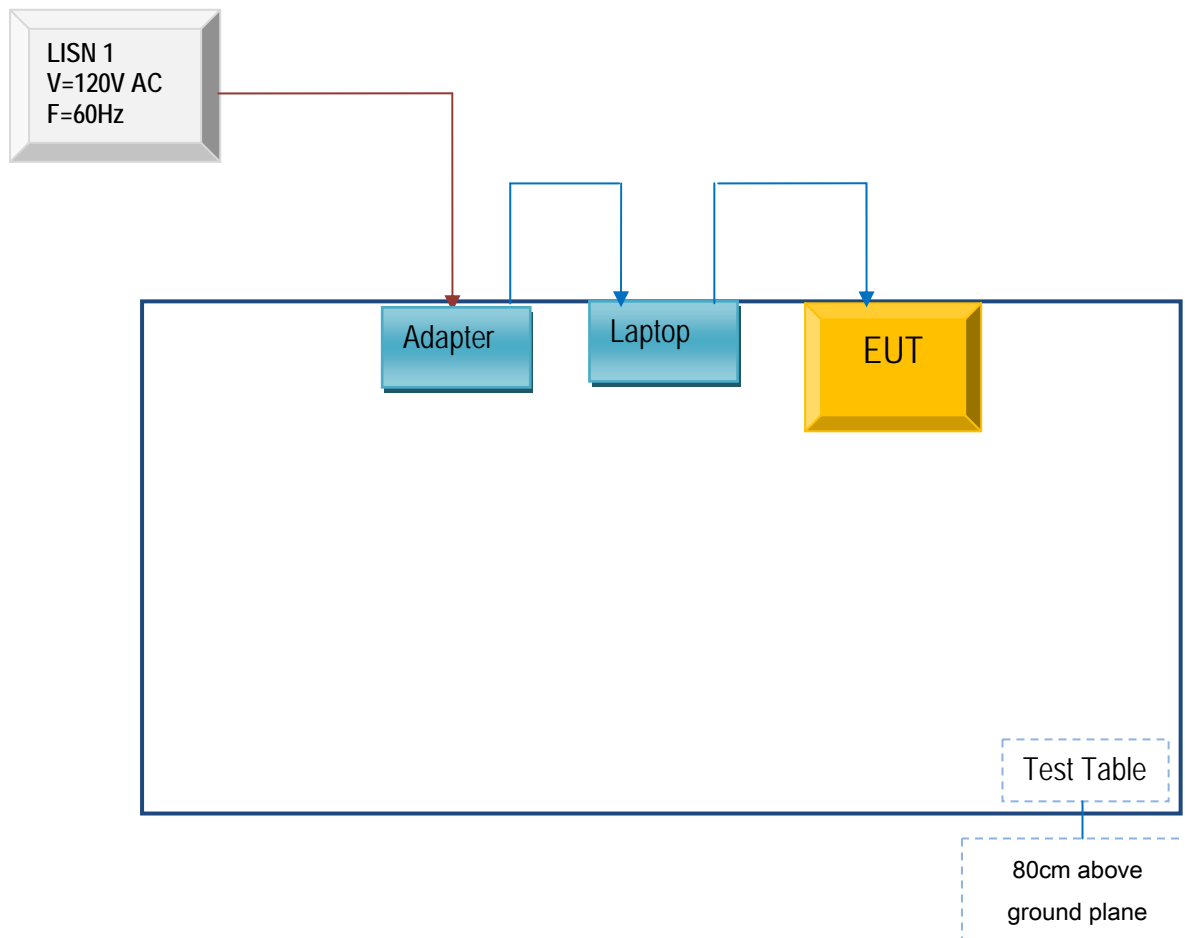 LISN 1
V=120V AC
F=60Hz
Adapter
Laptop
EUT
Test Table
80cm above
ground plane